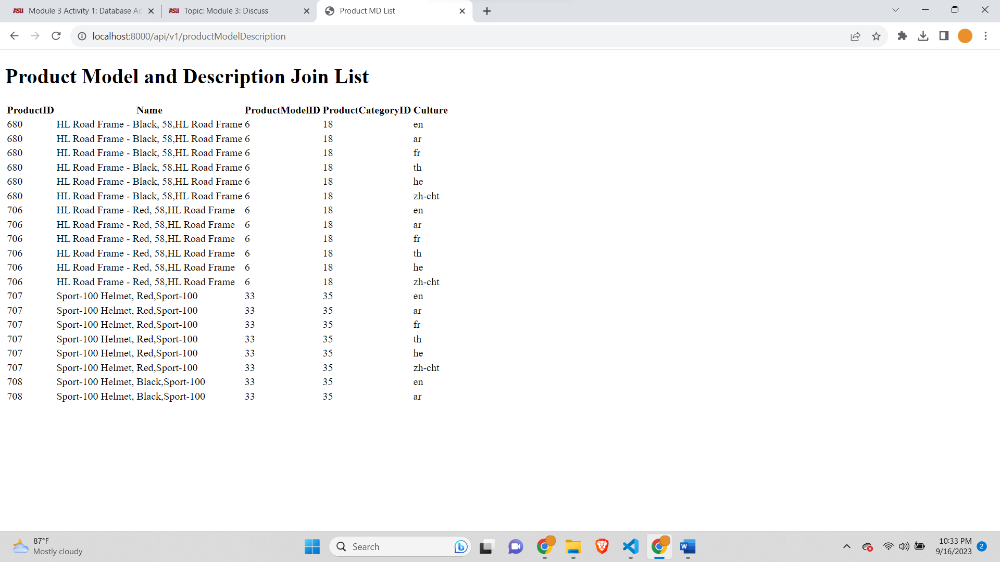 ASU Module 3 Activity 1: Database Ac
ASU Topic: Module 3: Discuss
Product MD List
localhost:8000/api/v1/productModelDescription
Product Model and Description Join List
ProductID Name ProductModelID ProductCategoryID Culture
680 HL Road Frame - Black, 58,HL Road Frame 6 18 en
680 HL Road Frame - Black, 58,HL Road Frame 6 18 ar
680 HL Road Frame - Black, 58,HL Road Frame 6 18 fr
680 HL Road Frame - Black, 58,HL Road Frame 6 18 th
680 HL Road Frame - Black, 58,HL Road Frame 6 18 he
680 HL Road Frame - Black, 58,HL Road Frame 6 18 zh-cht
706 HL Road Frame - Red, 58,HL Road Frame 6 18 en
706 HL Road Frame - Red, 58,HL Road Frame 6 18 ar
706 HL Road Frame - Red, 58,HL Road Frame 6 18 fr
706 HL Road Frame - Red, 58,HL Road Frame 6 18 th
706 HL Road Frame - Red, 58,HL Road Frame 6 18 he
706 HL Road Frame - Red, 58,HL Road Frame 6 18 zh-cht
707 Sport-100 Helmet, Red,Sport-100 33 35 en
707 Sport-100 Helmet, Red,Sport-100 33 35 ar
707 Sport-100 Helmet, Red,Sport-100 33 35 fr
707 Sport-100 Helmet, Red,Sport-100 33 35 th
707 Sport-100 Helmet, Red,Sport-100 33 35 he
707 Sport-100 Helmet, Red,Sport-100 33 35 zh-cht
708 Sport-100 Helmet, Black,Sport-100 33 35 en
708 Sport-100 Helmet, Black,Sport-100 33 35 ar
87°F
Mostly cloudy
Search
W
10:33 PM
9/16/2023
2